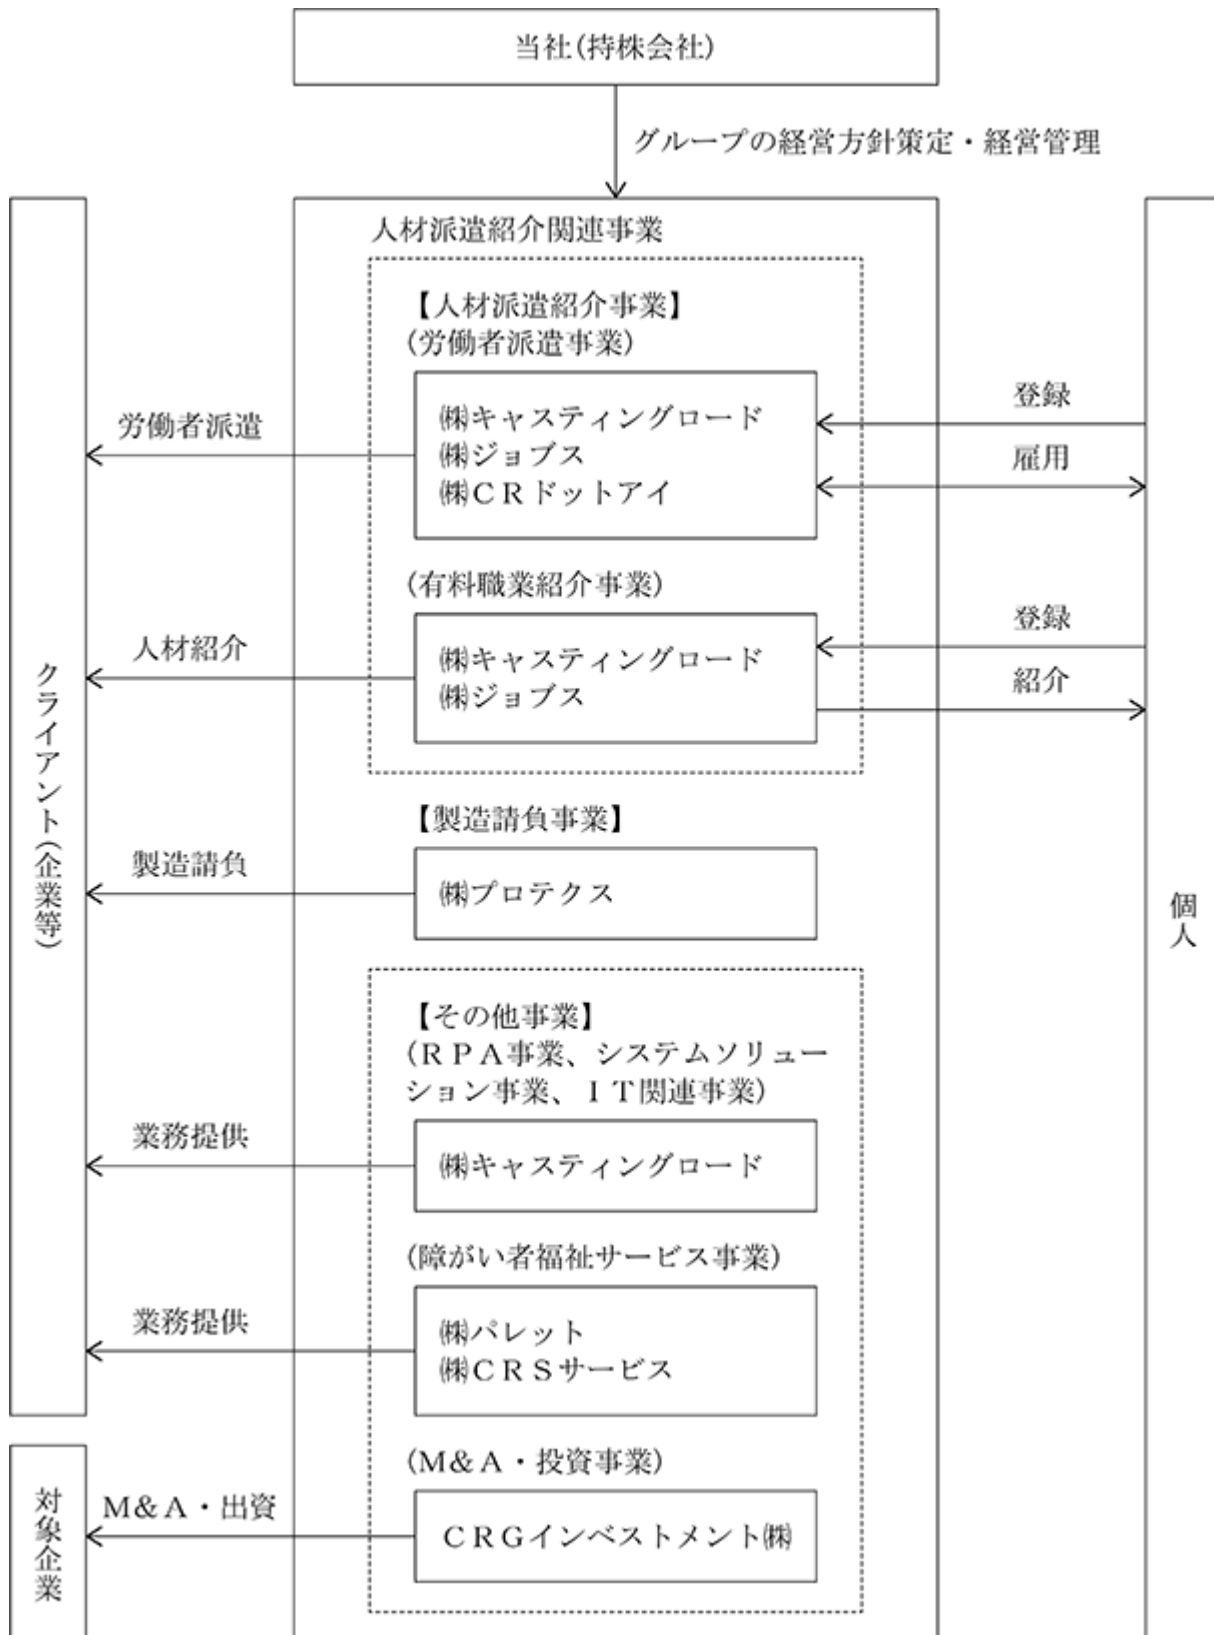 当社(持株会社)
グループの経営方針策定・経営管理
人材派遣紹介関連事業
【人材派遣紹介事業】
(労働者派遣事業)
㈱キャスティングロード
㈱ジョブス
㈱ＣＲドットアイ
労働者派遣
登録
雇用
(有料職業紹介事業)
㈱キャスティングロード
㈱ジョブス
人材紹介
登録
紹介
クライアント(企業等)
個人
【製造請負事業】
㈱プロテクス
製造請負
【その他事業】
(ＲＰＡ事業、システムソリュー
ション事業、ＩＴ関連事業)
㈱キャスティングロード
業務提供
(障がい者福祉サービス事業)
㈱パレット
㈱ＣＲＳサービス
業務提供
(Ｍ&Ａ・投資事業)
ＣＲＧインベストメント㈱
Ｍ&Ａ・出資
対象企業